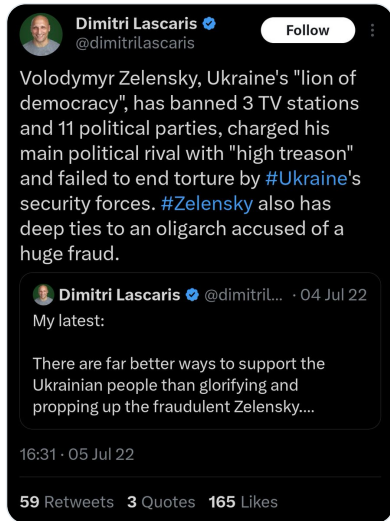 Dimitri Lascaris
@dimitrilascaris
Follow
Volodymyr Zelensky, Ukraine's "lion of
democracy", has banned 3 TV stations
and 11 political parties, charged his
main political rival with "high treason"
and failed to end torture by #Ukraine's
security forces. #Zelensky also has
deep ties to an oligarch accused of a
huge fraud.
Dimitri Lascaris @dimitril... · 04 Jul 22
My latest:
There are far better ways to support the
Ukrainian people than glorifying and
propping up the fraudulent Zelensky....
16:31 · 05 Jul 22
59 Retweets 3 Quotes 165 Likes